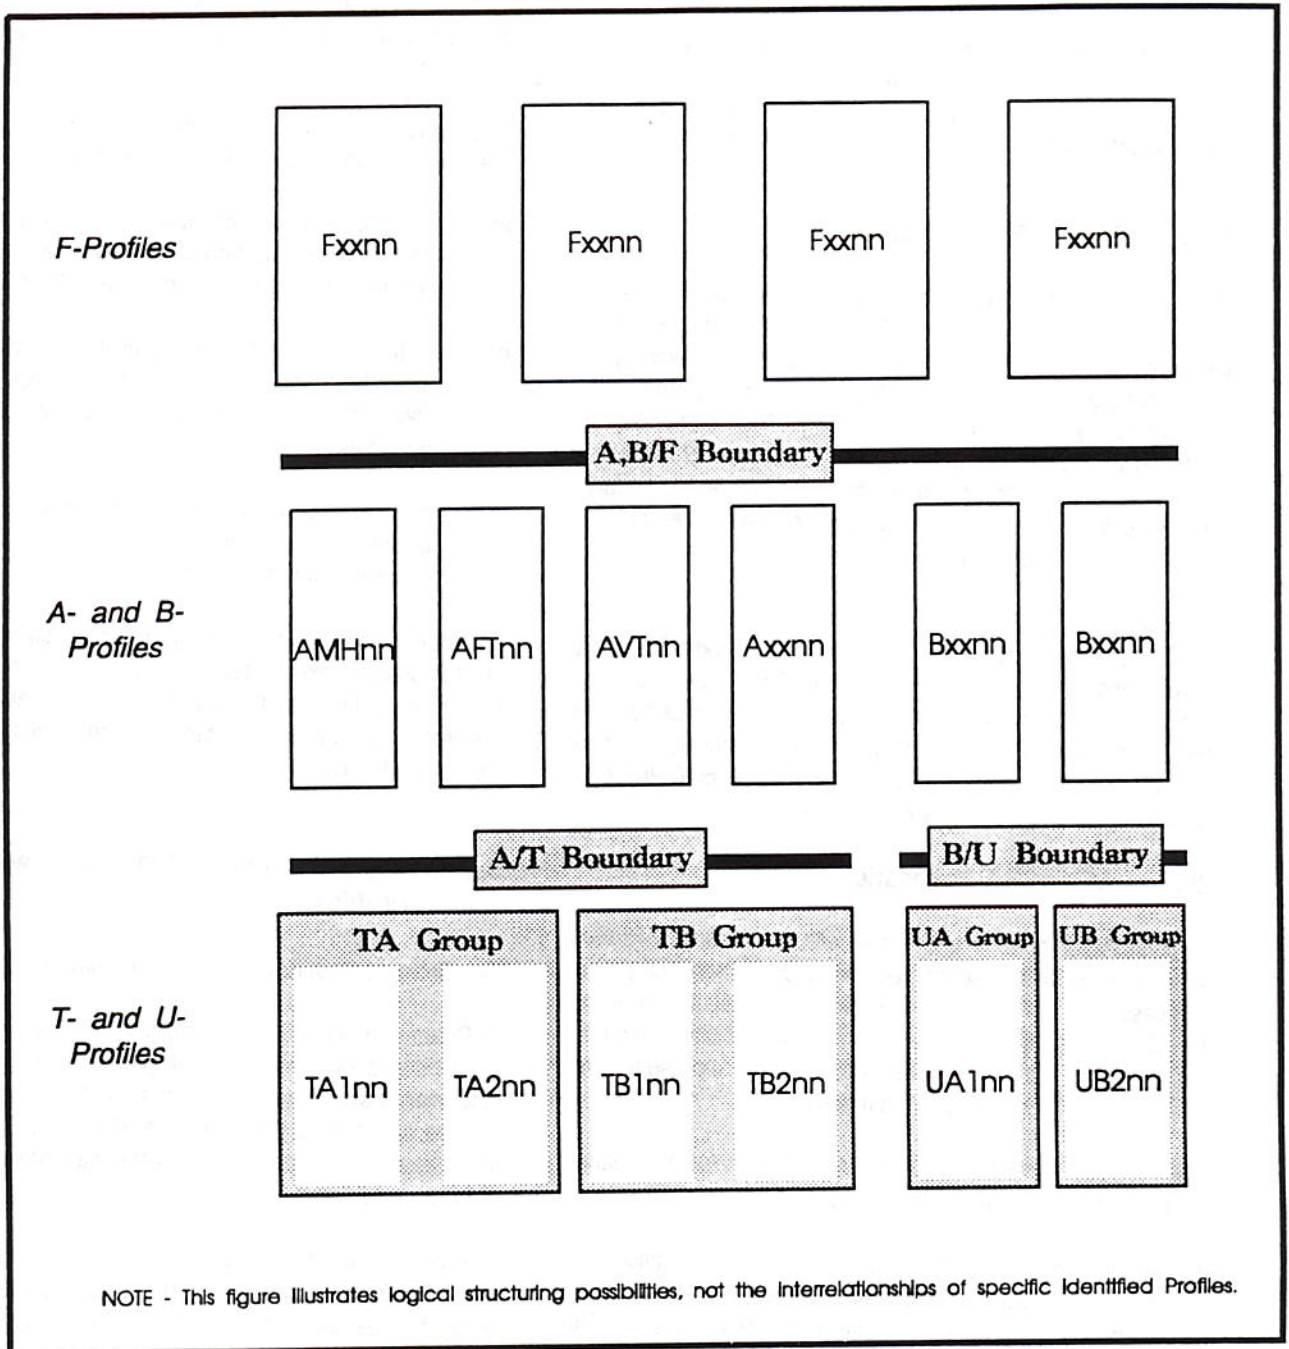 F-Profiles
Fxxnn
Fxxnn
Fxxnn
Fxxnn
A,B/F Boundary
A- and B-
Profiles
AMHnn
AFTnn
AVTnn
Axxnn
Bxxnn
Bxxnn
A/T Boundary
B/U Boundary
TA Group
TB Group
UA Group
UB Group
T- and U-
Profiles
TA1nn
TA2nn
TB1nn
TB2nn
UA1nn
UB2nn
NOTE - This figure illustrates logical structuring possibilities, not the interrelationships of specific identified Profiles.